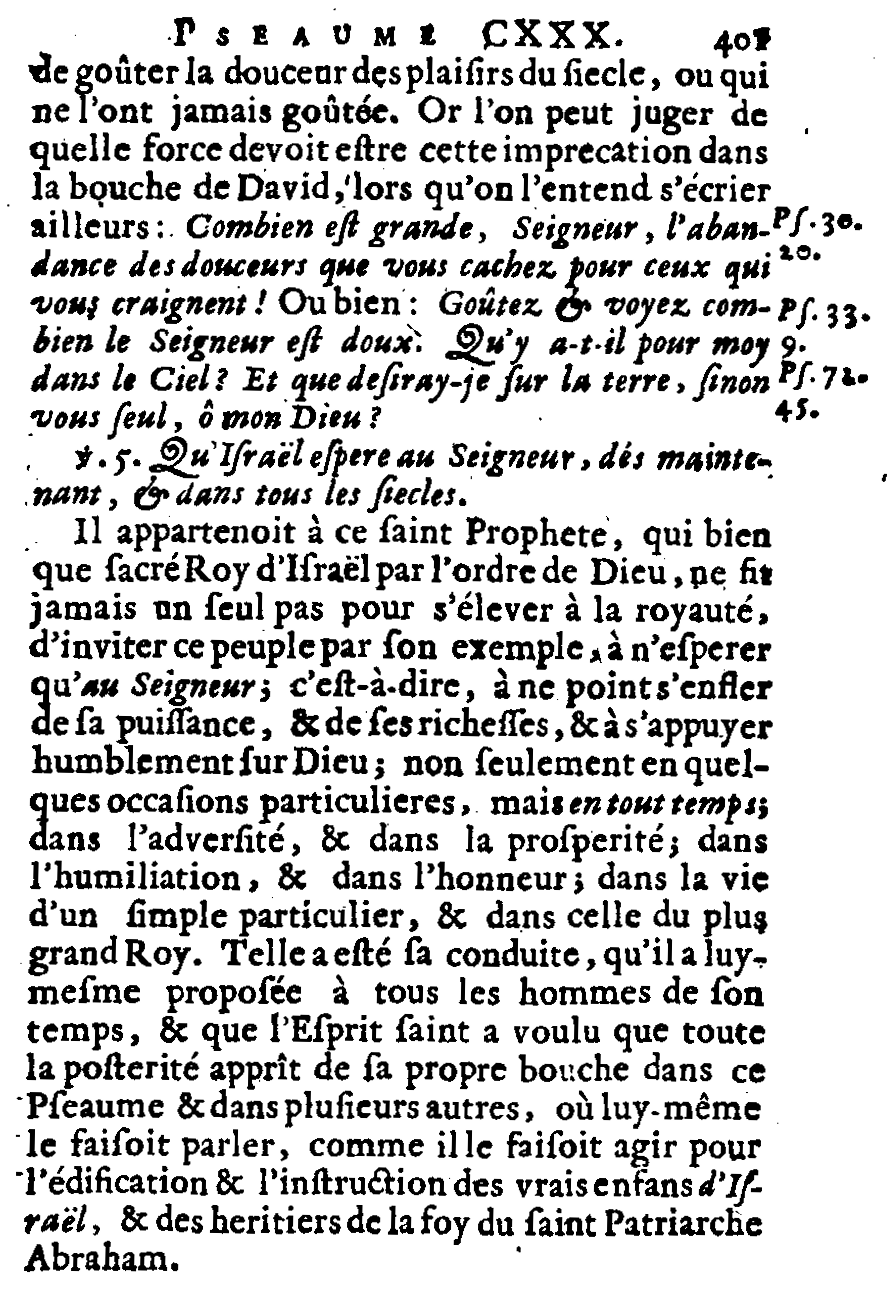 PSEAUME CXXX. 401
de goûter la douceur des plaiſirs du ſiecle, ou qui
ne l'ont jamais goûtée. Or l'on peut juger de
quelle force devoit eſtre cette imprecation dans
la bouche de David, lors qu'on l'entend s'écrier
ailleurs: Combien eſt grande, Seigneur, l'aban-
Pſ. 30.
dance des douceurs que vous cachez pour ceux qui
20.
vous craignent! Ou bien: Goûtez & voyez com-
Pſ. 33.
bien le Seigneur eſt doux. Qu'y a-t-il pour moy
9.
dans le Ciel? Et que deſiray-je ſur la terre, ſinon
Pſ. 72.
vous ſeul, ô mon Dieu?
45.
℣. 5. Qu'Iſraël eſpere au Seigneur, dés mainte-
nant, & dans tous les ſiecles.
Il appartenoit à ce ſaint Prophete, qui bien
que ſacré Roy d'Iſraël par l'ordre de Dieu, ne fit
jamais un ſeul pas pour s'élever à la royauté,
d'inviter ce peuple par ſon exemple, à n'eſperer
qu'au Seigneur; c'eſt-à-dire, à ne point s'enfler
de ſa puiſſance, & de ſes richeſſes, & à s'appuyer
humblement ſur Dieu; non ſeulement en quel-
ques occaſions particulieres, mais en tout temps;
dans l'adverſité, & dans la proſperité; dans
l'humiliation, & dans l'honneur; dans la vie
d'un ſimple particulier, & dans celle du plus
grand Roy. Telle a eſté ſa conduite, qu'il a luy-
meſme propoſée à tous les hommes de ſon
temps, & que l'Eſprit ſaint a voulu que toute
la poſterité apprît de ſa propre bouche dans ce
Pſeaume & dans pluſieurs autres, où luy-même
le faiſoit parler, comme il le faiſoit agir pour
l'édification & l'inſtruction des vrais enfans d'Iſ-
raël, & des heritiers de la foy du ſaint Patriarche
Abraham.